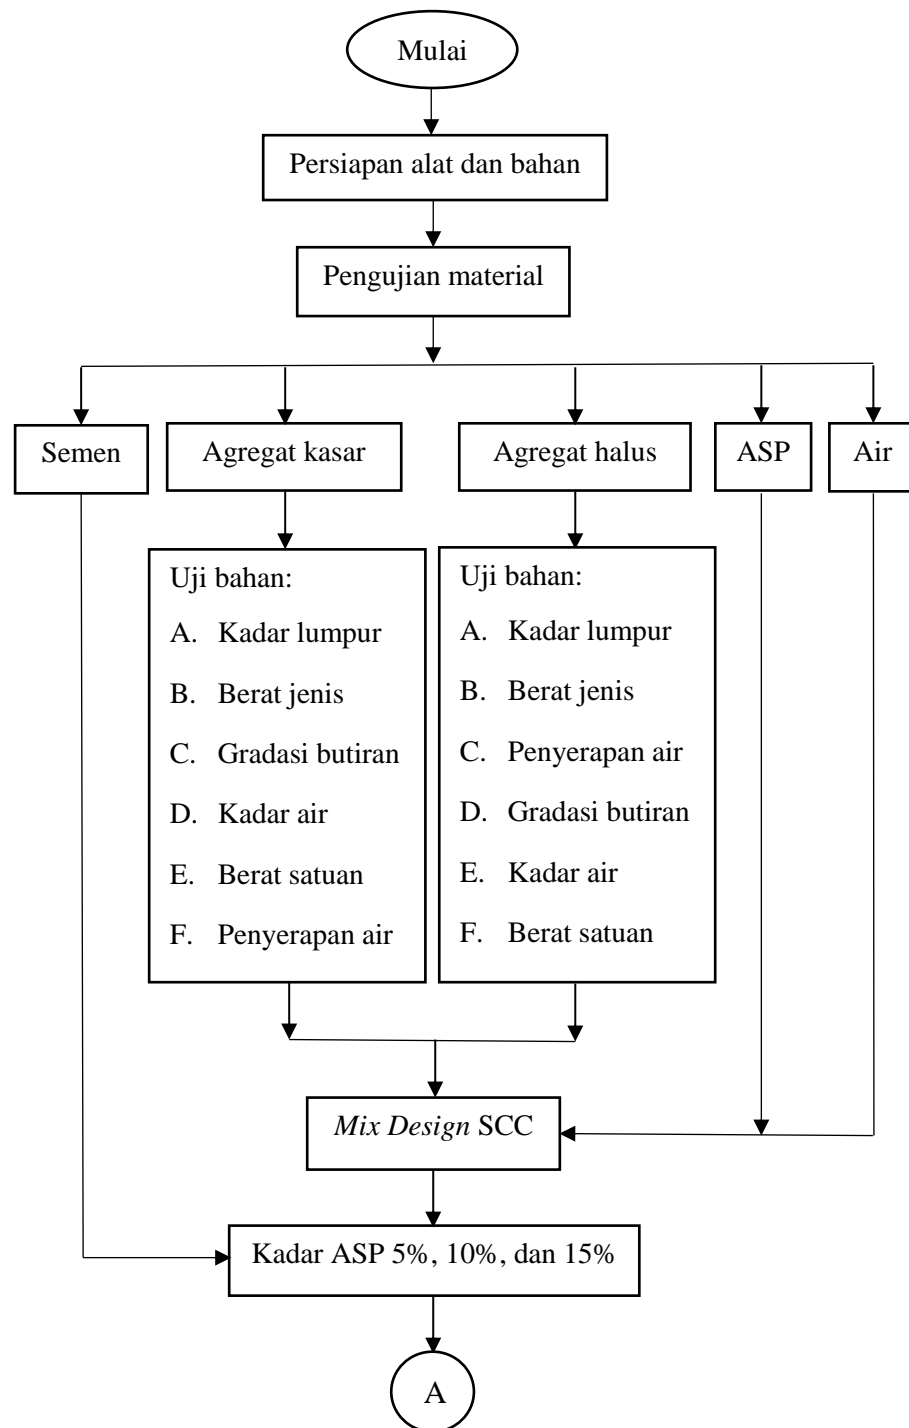 Mulai
Persiapan alat dan bahan
Pengujian material
Semen
Agregat kasar
Agregat halus
ASP
Air
Uji bahan:
A. Kadar lumpur
B. Berat jenis
C. Gradasi butiran
D. Kadar air
E. Berat satuan
F. Penyerapan air
Uji bahan:
A. Kadar lumpur
B. Berat jenis
C. Penyerapan air
D. Gradasi butiran
E. Kadar air
F. Berat satuan
Mix Design SCC
Kadar ASP 5%, 10%, dan 15%
A